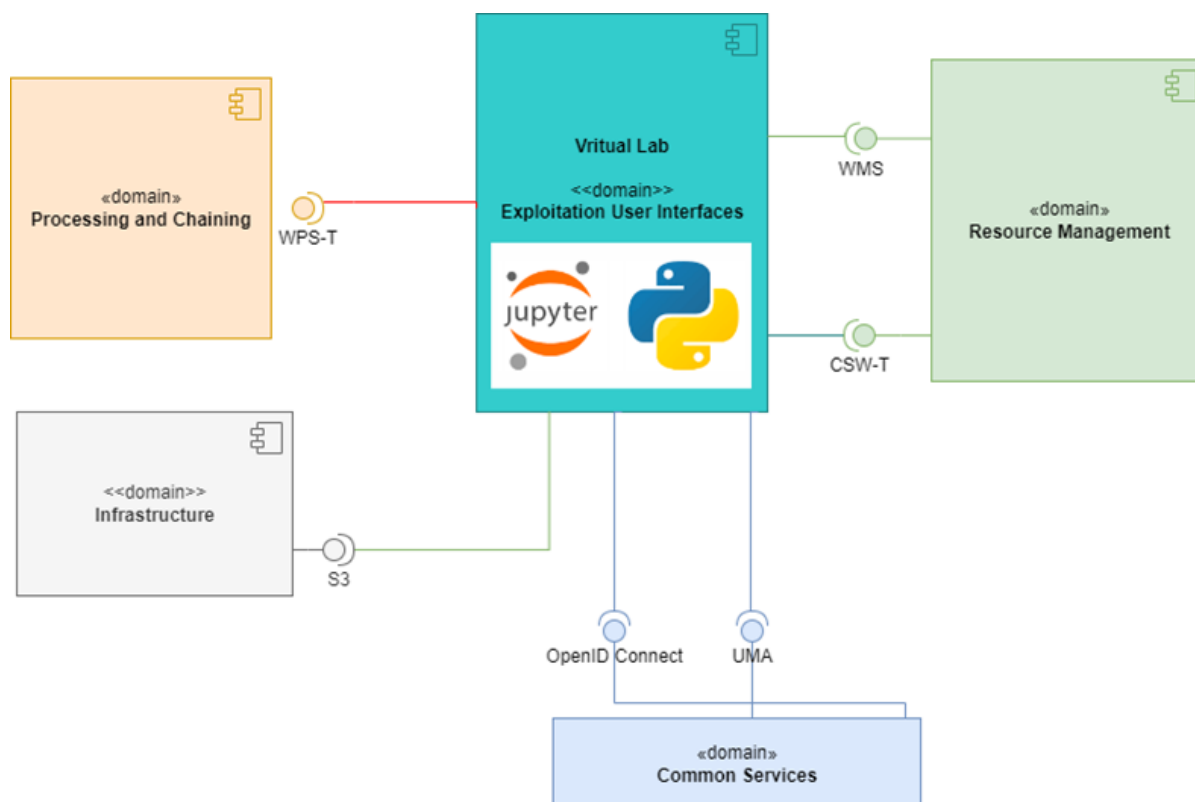 Vritual Lab
<<domain>>
Exploitation User Interfaces
jupyter
«domain»
Processing and Chaining
WPS-T
WMS
«domain»
Resource Management
CSW-T
<<domain>>
Infrastructure
S3
OpenID Connect
UMA
«domain»
Common Services